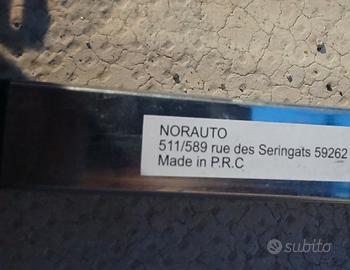 NORAUTO
511/589 rue des Seringats 59262
Made in P.R.C
subito